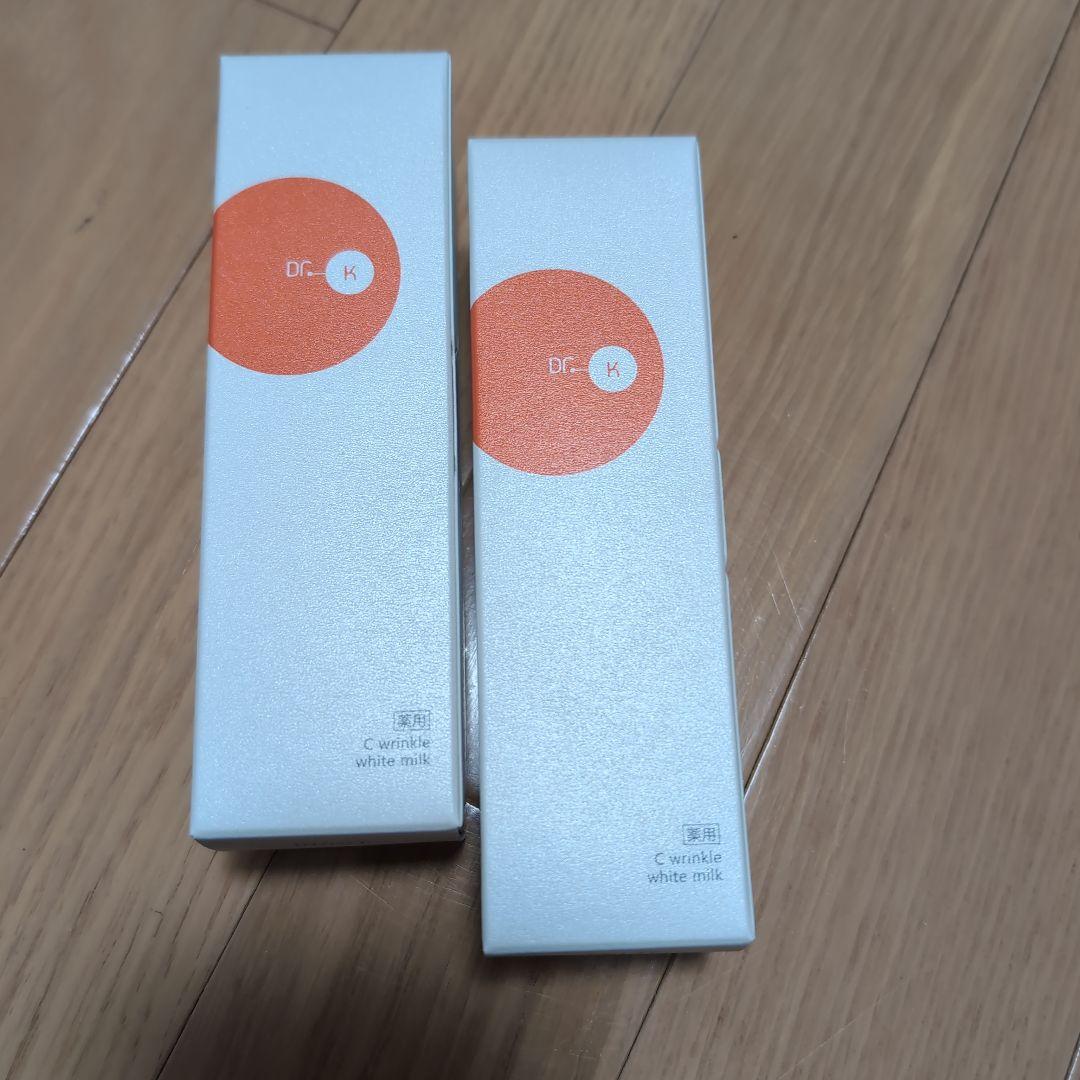 Dr. K
薬用
C wrinkle
white milk
Dr. K
薬用
C wrinkle
white milk